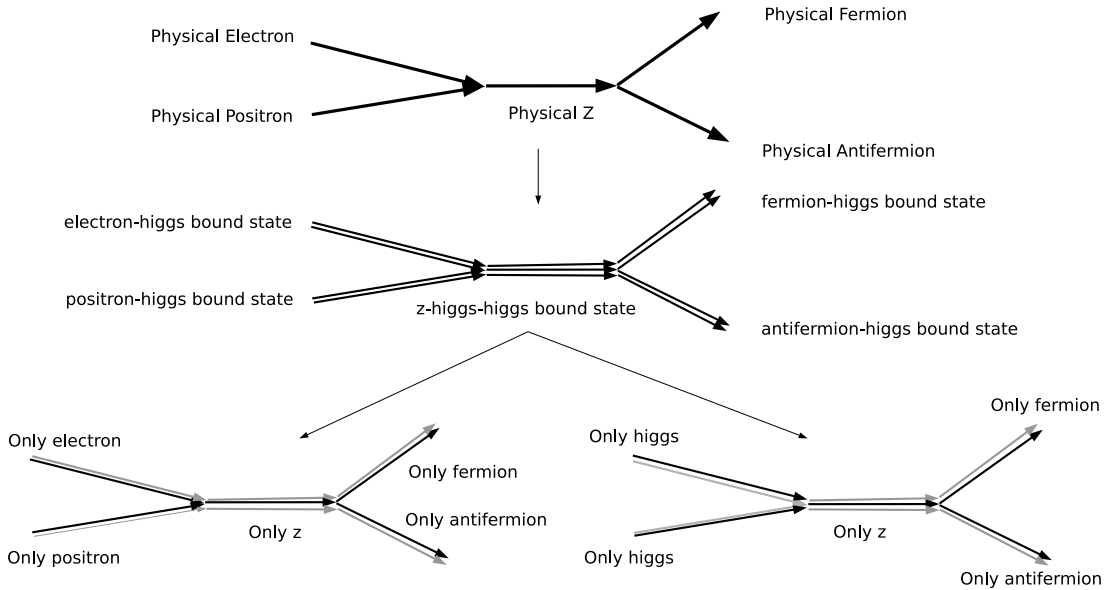 Physical Fermion
Physical Electron
Physical Positron
Physical Z
Physical Antifermion
fermion-higgs bound state
electron-higgs bound state
positron-higgs bound state
z-higgs-higgs bound state
antifermion-higgs bound state
Only electron
Only fermion
Only antifermion
Only z
Only positron
Only fermion
Only higgs
Only z
Only higgs
Only antifermion